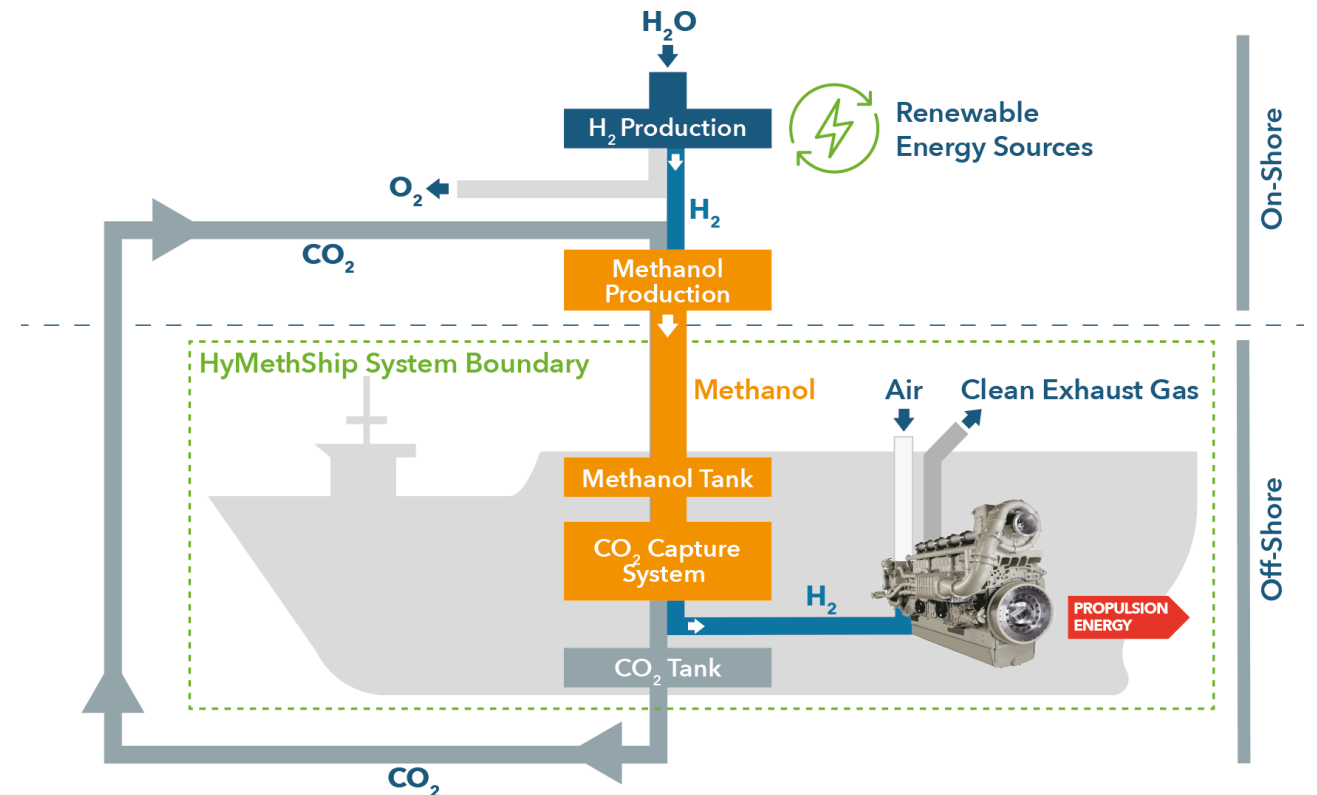 H₂O
H₂ Production
Renewable
Energy Sources
On-Shore
O₂
H₂
CO₂
Methanol
Production
HyMethShip System Boundary
Methanol
Air
Clean Exhaust Gas
Methanol Tank
CO₂ Capture
System
Off-Shore
H₂
PROPULSION
ENERGY
CO₂ Tank
CO₂